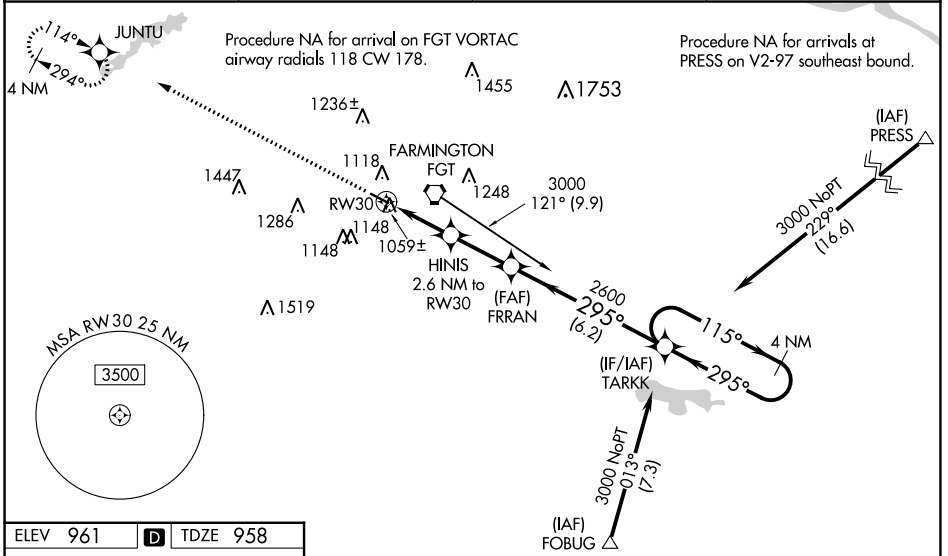 114°
JUNTU
294°
4 NM
Procedure NA for arrival on FGT VORTAC
airway radials 118 CW 178.
Procedure NA for arrivals at
PRESS on V2-97 southeast bound.
1455
1753
1236±
(IAF)
PRESS
FARMINGTON
FGT
1118
1447
1248
3000
121° (9.9)
3000 NoPT
229°
(16.6)
RW30
1286
1148
1148
1059±
HINIS
2.6 NM to
RW30
(FAF)
FRRAN
2600
295°
(6.2)
1519
115°
4 NM
295°
(IF/IAF)
TARKK
MSA RW30 25 NM
3500
3000 NoPT
013°
(7.3)
(IAF)
FOBUG
ELEV 961
D
TDZE 958